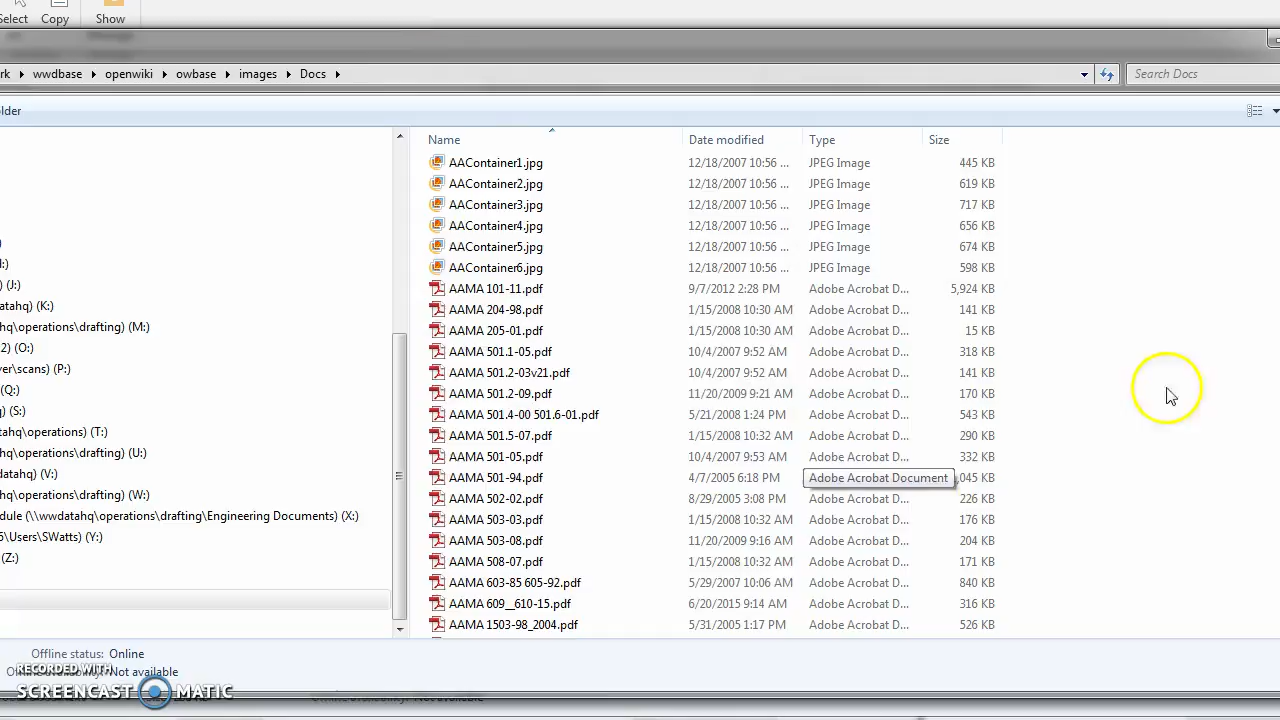 Select Copy Show
rk wwdbase openwiki owbase images Docs Search Docs
older
Name Date modified Type Size
AAContainer1.jpg 12/18/2007 10:56 ... JPEG Image 445 KB
AAContainer2.jpg 12/18/2007 10:56 ... JPEG Image 619 KB
AAContainer3.jpg 12/18/2007 10:56 ... JPEG Image 717 KB
AAContainer4.jpg 12/18/2007 10:56 ... JPEG Image 656 KB
) AAContainer5.jpg 12/18/2007 10:56 ... JPEG Image 674 KB
I:) AAContainer6.jpg 12/18/2007 10:56 ... JPEG Image 598 KB
) (J:) AAMA 101-11.pdf 9/7/2012 2:28 PM Adobe Acrobat D... 5,924 KB
atahq) (K:) AAMA 204-98.pdf 1/15/2008 10:30 AM Adobe Acrobat D... 141 KB
hq\operations\drafting) (M:) AAMA 205-01.pdf 1/15/2008 10:30 AM Adobe Acrobat D... 15 KB
2) (O:) AAMA 501.1-05.pdf 10/4/2007 9:52 AM Adobe Acrobat D... 318 KB
ver\scans) (P:) AAMA 501.2-03v21.pdf 10/4/2007 9:52 AM Adobe Acrobat D... 141 KB
(Q:) AAMA 501.2-09.pdf 11/20/2009 9:21 AM Adobe Acrobat D... 170 KB
q) (S:) AAMA 501.4-00 501.6-01.pdf 5/21/2008 1:24 PM Adobe Acrobat D... 543 KB
tahq\operations) (T:) AAMA 501.5-07.pdf 1/15/2008 10:32 AM Adobe Acrobat D... 290 KB
wwdatahq) (U:) AAMA 501-05.pdf 10/4/2007 9:53 AM Adobe Acrobat D... 332 KB
datahq) (V:) AAMA 501-94.pdf 4/7/2005 6:18 PM Adobe Acrobat Document 045 KB
wwdatahq) (W:) AAMA 502-02.pdf 8/29/2005 3:08 PM Adobe Acrobat D... 226 KB
dule (\\wwdatahq\operations\drafting\Engineering Documents) (X:) AAMA 503-03.pdf 1/15/2008 10:32 AM Adobe Acrobat D... 176 KB
5\Users\SWatts) (Y:) AAMA 503-08.pdf 11/20/2009 9:16 AM Adobe Acrobat D... 204 KB
(Z:) AAMA 508-07.pdf 1/15/2008 10:32 AM Adobe Acrobat D... 171 KB
AAMA 603-85 605-92.pdf 5/29/2007 10:06 AM Adobe Acrobat D... 840 KB
AAMA 609__610-15.pdf 6/20/2015 9:14 AM Adobe Acrobat D... 316 KB
AAMA 1503-98_2004.pdf 5/31/2005 1:17 PM Adobe Acrobat D... 526 KB
Offline status: Online
Not available
RECORDED WITH
SCREENCAST MATIC